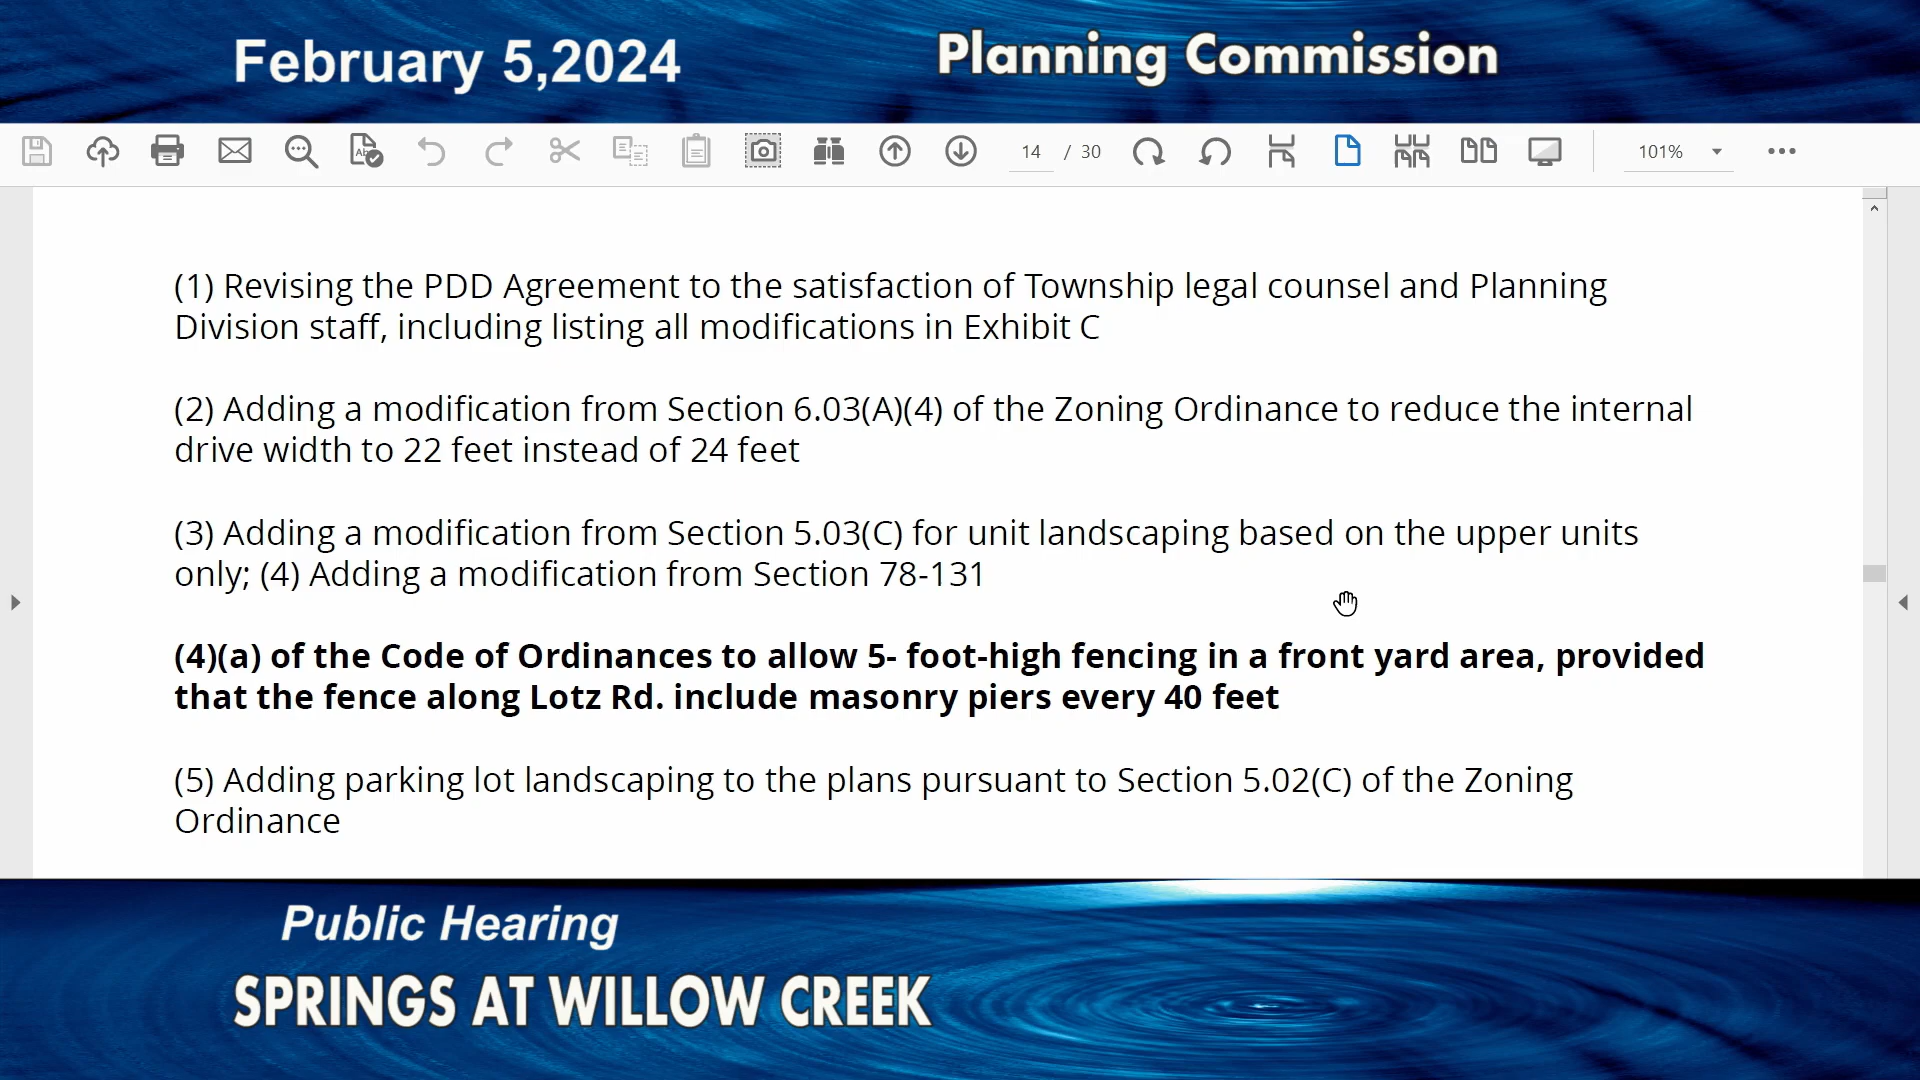 February 5,2024
Planning Commission
14 / 30
101%
(1) Revising the PDD Agreement to the satisfaction of Township legal counsel and Planning
Division staff, including listing all modifications in Exhibit C
(2) Adding a modification from Section 6.03(A)(4) of the Zoning Ordinance to reduce the internal
drive width to 22 feet instead of 24 feet
(3) Adding a modification from Section 5.03(C) for unit landscaping based on the upper units
only; (4) Adding a modification from Section 78-131
(4)(a) of the Code of Ordinances to allow 5- foot-high fencing in a front yard area, provided
that the fence along Lotz Rd. include masonry piers every 40 feet
(5) Adding parking lot landscaping to the plans pursuant to Section 5.02(C) of the Zoning
Ordinance
Public Hearing
SPRINGS AT WILLOW CREEK